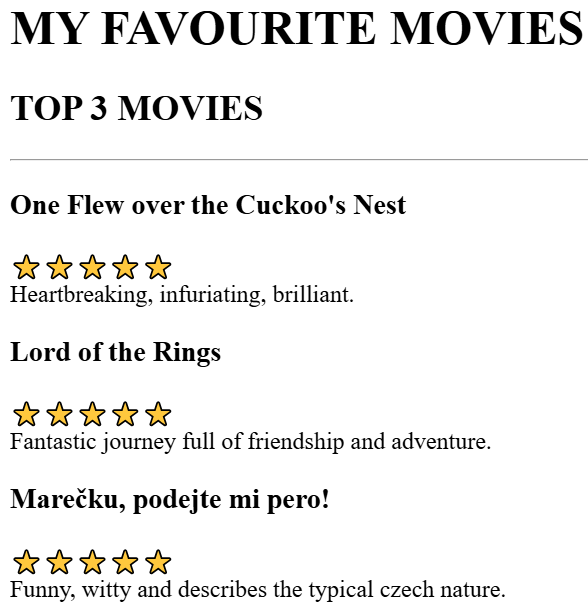 MY FAVOURITE MOVIES
TOP 3 MOVIES
One Flew over the Cuckoo's Nest
⭐⭐⭐⭐⭐
Heartbreaking, infuriating, brilliant.
Lord of the Rings
⭐⭐⭐⭐⭐
Fantastic journey full of friendship and adventure.
Marečku, podejte mi pero!
⭐⭐⭐⭐⭐
Funny, witty and describes the typical czech nature.